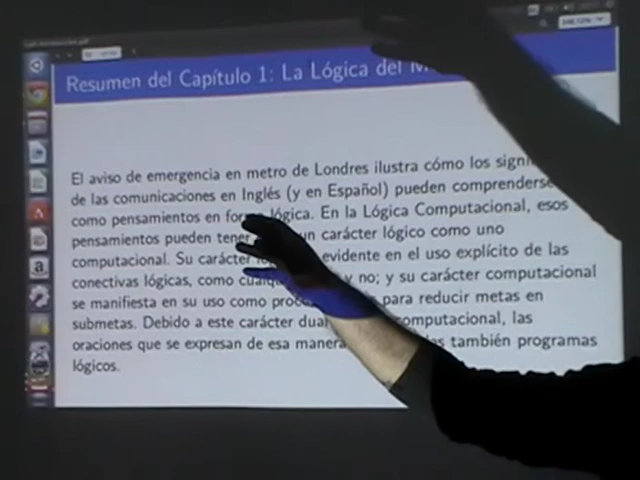 Resumen del Capítulo 1: La Lógica del
El aviso de emergencia en metro de Londres ilustra cómo los
de las comunicaciones en Inglés (y en Español) pueden comprenderse
como pensamientos en lógica. En la Lógica Computacional, esos
pensamientos pueden tener un carácter lógico como uno
computacional. Su carácter evidente en el uso explícito de las
conectivas lógicas, como y no; y su carácter computacional
se manifiesta en su uso como para reducir metas en
submetas. Debido a este carácter dual computacional, las
oraciones que se expresan de esa manera también programas
lógicos.